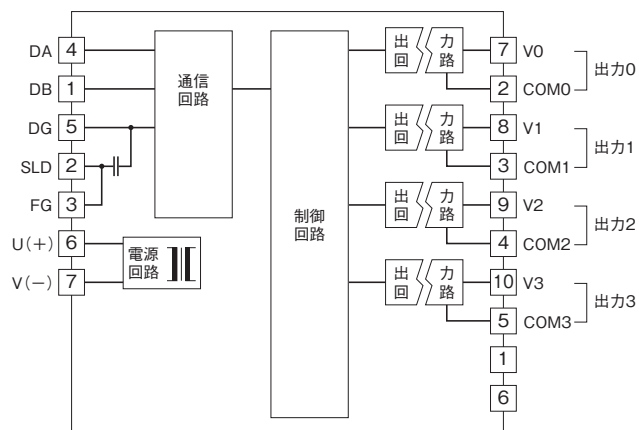 DA 4
DB 1
DG 5
SLD 2
FG 3
U(+) 6
V(−) 7
通信
回路
電源
回路
制御
回路
出 力
回 路
7 V0
2 COM0
出力0
出 力
回 路
8 V1
3 COM1
出力1
出 力
回 路
9 V2
4 COM2
出力2
出 力
回 路
10 V3
5 COM3
出力3
1
6